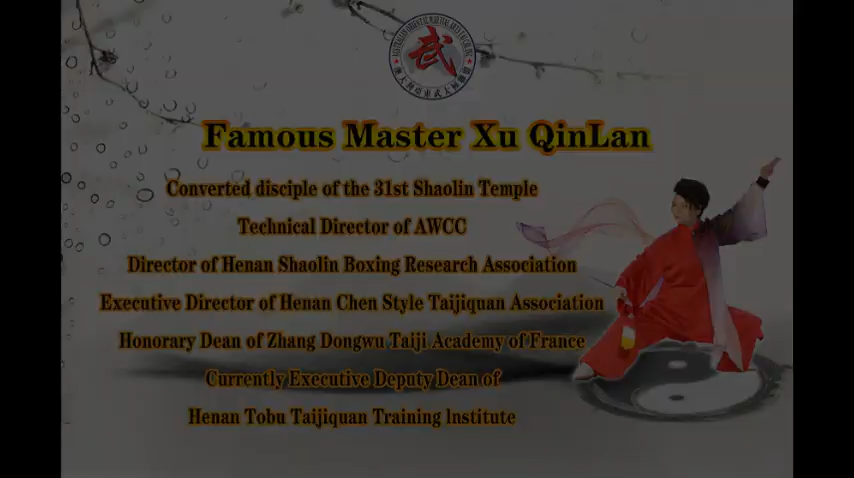 武
Famous Master Xu QinLan
Converted disciple of the 31st Shaolin Temple
Technical Director of AWCC
Director of Henan Shaolin Boxing Research Association
Executive Director of Henan Chen Style Taijiquan Association
Honorary Dean of Zhang Dongwu Taiji Academy of France
Currently Executive Deputy Dean of
Henan Tobu Taijiquan Training Institute